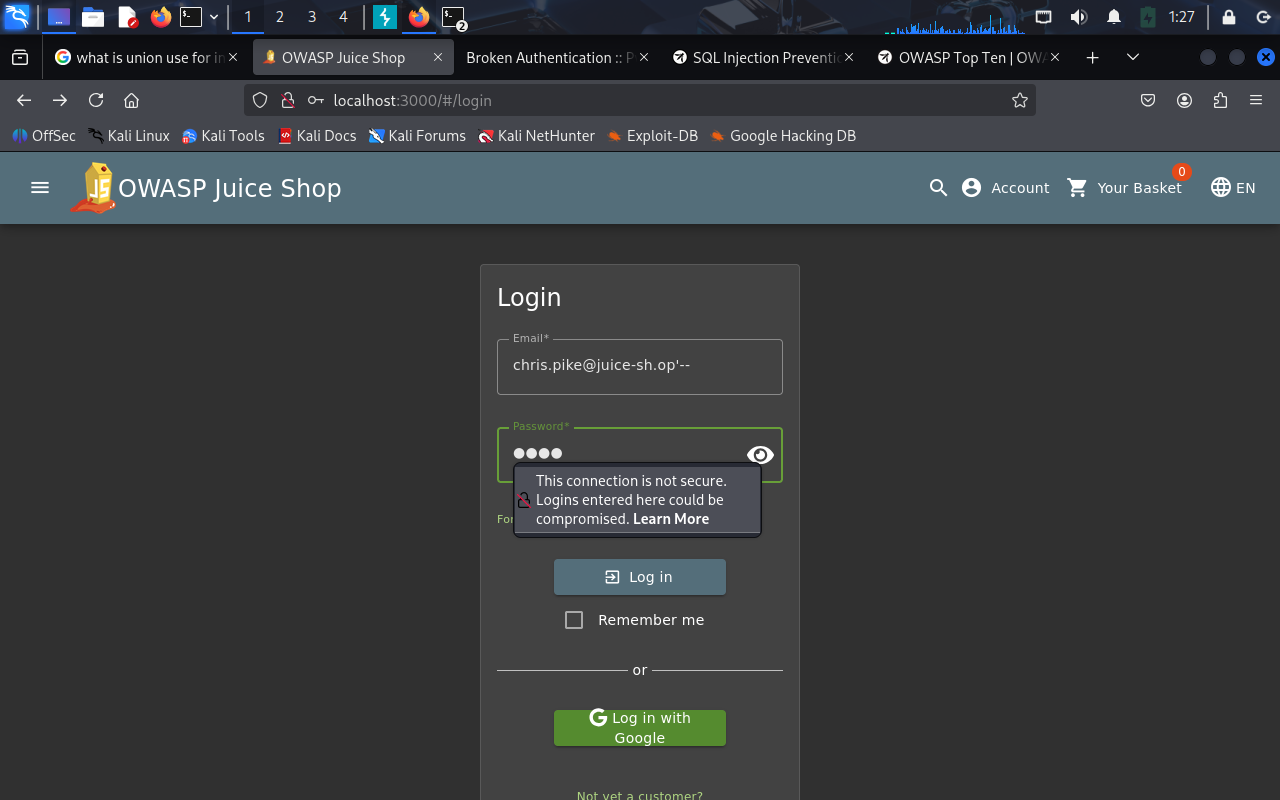 1 2 3 4 2 1:27
what is union use for in OWASP Juice Shop Broken Authentication :: P SQL Injection Preventic OWASP Top Ten | OWA
localhost:3000/#/login
OffSec Kali Linux Kali Tools Kali Docs Kali Forums Kali NetHunter Exploit-DB Google Hacking DB
OWASP Juice Shop Account Your Basket 0 EN
Login
Email*
chris.pike@juice-sh.op'--
Password*
This connection is not secure.
Logins entered here could be
compromised. Learn More
For
Log in
Remember me
or
Log in with
Google
Not yet a customer?